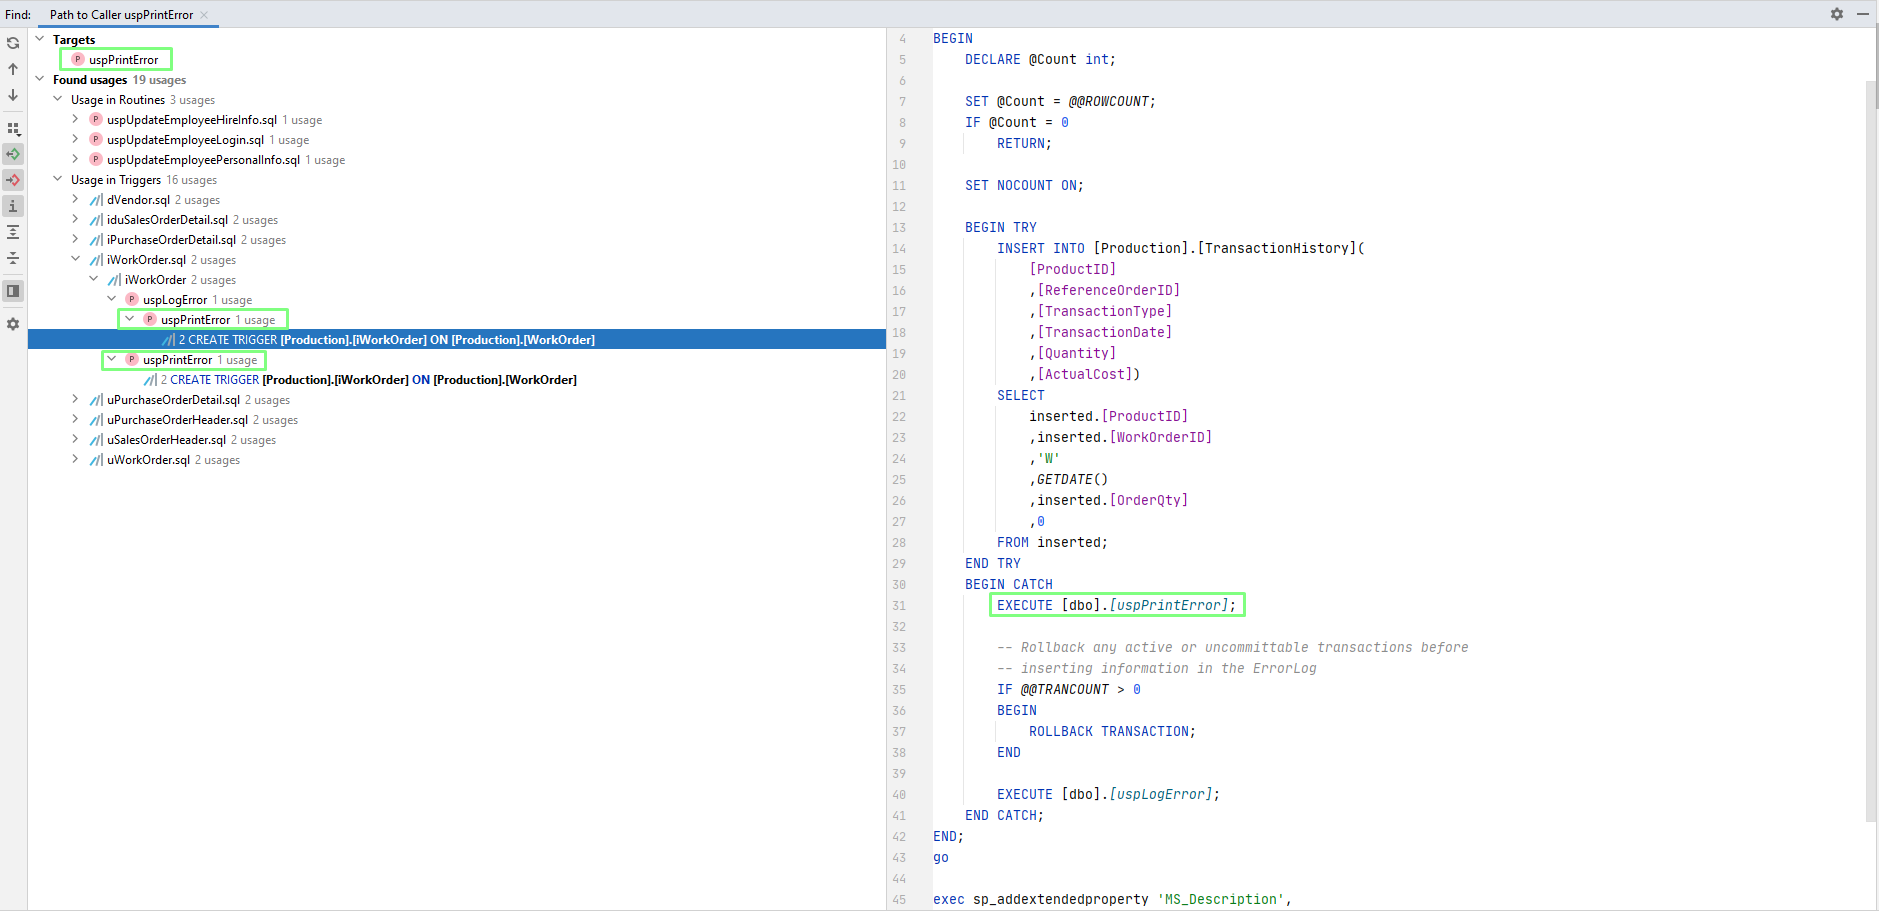 Find: Path to Caller uspPrintError
Targets
P uspPrintError
Found usages 19 usages
Usage in Routines 3 usages
P uspUpdateEmployeeHireInfo.sql 1 usage
P uspUpdateEmployeeLogin.sql 1 usage
P uspUpdateEmployeePersonalInfo.sql 1 usage
Usage in Triggers 16 usages
dVendor.sql 2 usages
iduSalesOrderDetail.sql 2 usages
iPurchaseOrderDetail.sql 2 usages
iWorkOrder.sql 2 usages
iWorkOrder 2 usages
P uspLogError 1 usage
P uspPrintError 1 usage
2 CREATE TRIGGER [Production].[iWorkOrder] ON [Production].[WorkOrder]
P uspPrintError 1 usage
2 CREATE TRIGGER [Production].[iWorkOrder] ON [Production].[WorkOrder]
uPurchaseOrderDetail.sql 2 usages
uPurchaseOrderHeader.sql 2 usages
uSalesOrderHeader.sql 2 usages
uWorkOrder.sql 2 usages
4 BEGIN
5 DECLARE @Count int;
6
7 SET @Count = @@ROWCOUNT;
8 IF @Count = 0
9 RETURN;
10
11 SET NOCOUNT ON;
12
13 BEGIN TRY
14 INSERT INTO [Production].[TransactionHistory](
15 [ProductID]
16 ,[ReferenceOrderID]
17 ,[TransactionType]
18 ,[TransactionDate]
19 ,[Quantity]
20 ,[ActualCost])
21 SELECT
22 inserted.[ProductID]
23 ,inserted.[WorkOrderID]
24 ,'W'
25 ,GETDATE()
26 ,inserted.[OrderQty]
27 ,0
28 FROM inserted;
29 END TRY
30 BEGIN CATCH
31 EXECUTE [dbo].[uspPrintError];
32
33 -- Rollback any active or uncommittable transactions before
34 -- inserting information in the ErrorLog
35 IF @@TRANCOUNT > 0
36 BEGIN
37 ROLLBACK TRANSACTION;
38 END
39
40 EXECUTE [dbo].[uspLogError];
41 END CATCH;
42 END;
43 go
44
45 exec sp_addextendedproperty 'MS_Description',